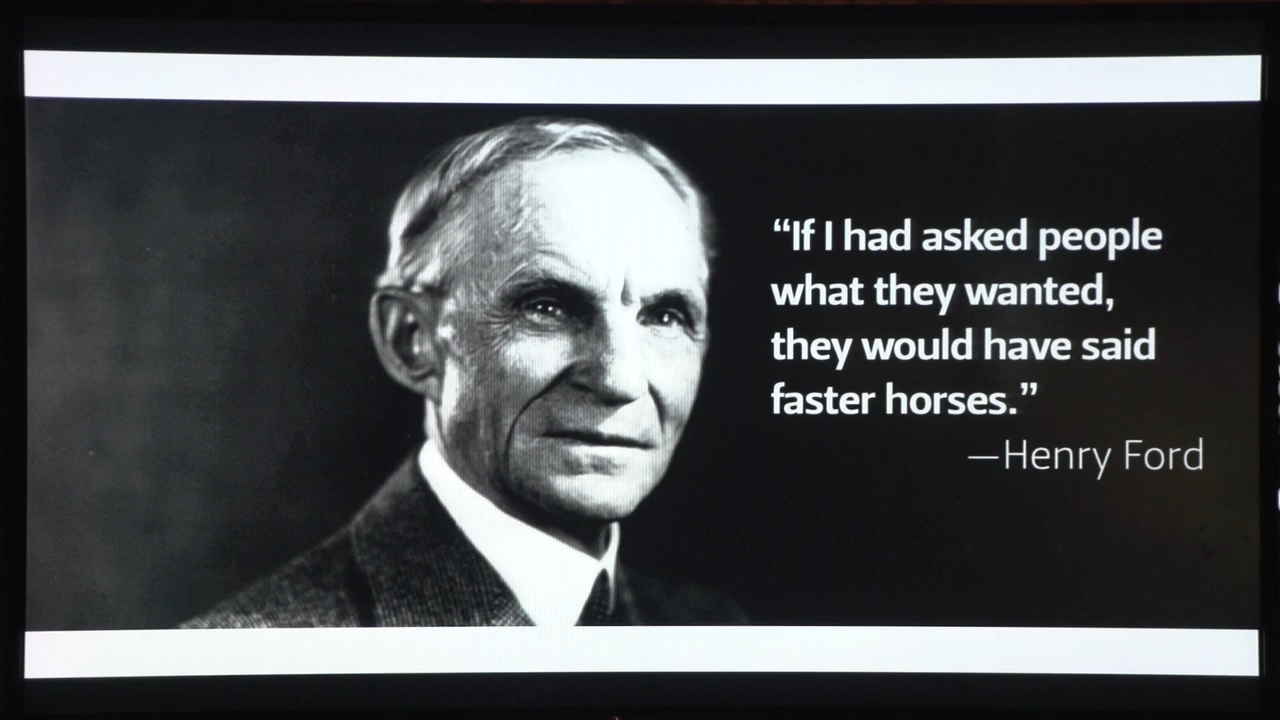 “If I had asked people
what they wanted,
they would have said
faster horses.”
—Henry Ford